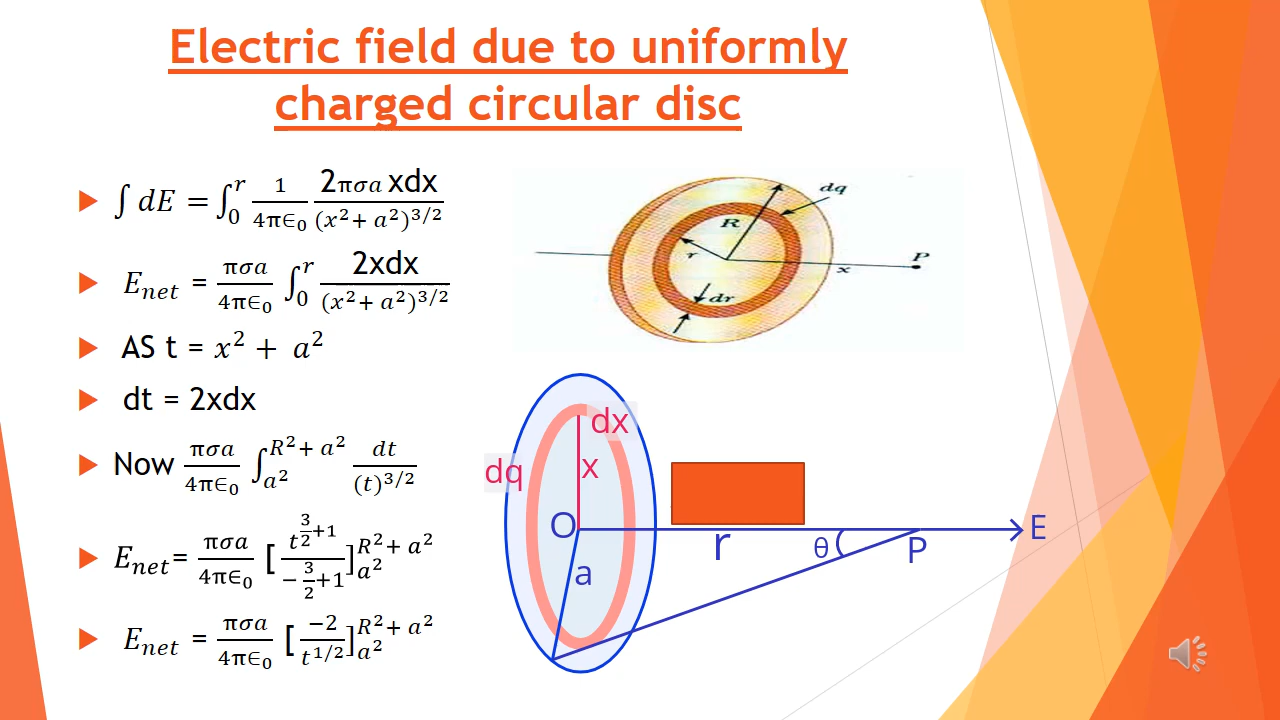 Electric field due to uniformly
charged circular disc
∫ dE = ∫₀ʳ 1/4π∈₀ 2πσa xdx/(x²+ a²)^3/2
E_net = πσa/4π∈₀ ∫₀ʳ 2xdx/(x²+ a²)^3/2
AS t = x² + a²
dt = 2xdx
Now πσa/4π∈₀ ∫_a²^R²+ a² dt/(t)^3/2
E_net= πσa/4π∈₀ [t^3/2+1/−3/2+1]_a²^R²+ a²
E_net = πσa/4π∈₀ [−2/t^1/2]_a²^R²+ a²
dq
R
r
x
P
dr
dx
dq
x
O
a
r
θ
P
E